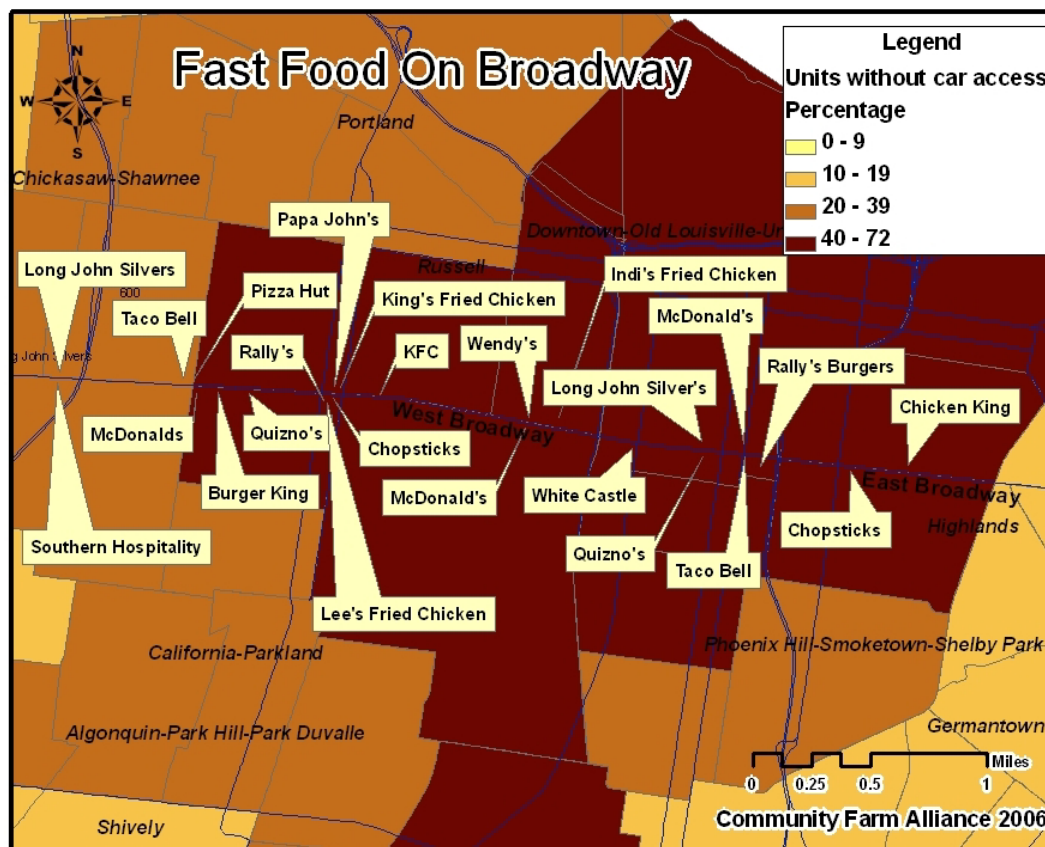 Fast Food On Broadway
N
W
E
S
Legend
Units without car access
Percentage
0 - 9
10 - 19
20 - 39
40 - 72
Portland
Chickasaw-Shawnee
Downtown-Old Louisville-Un
Russell
Papa John's
Long John Silvers
600
Taco Bell
Pizza Hut
King's Fried Chicken
Indi's Fried Chicken
McDonald's
Rally's
KFC
Wendy's
Long John Silver's
Rally's Burgers
Chicken King
g John Silver's
West Broadway
McDonalds
Quizno's
Chopsticks
Burger King
McDonald's
White Castle
East Broadway
Highlands
Chopsticks
Southern Hospitality
Quizno's
Taco Bell
Lee's Fried Chicken
California-Parkland
Phoenix Hill-Smoketown-Shelby Park-
Algonquin-Park Hill-Park Duvalle
Germantown
Miles
0 0.25 0.5 1
Shively
Community Farm Alliance 2006